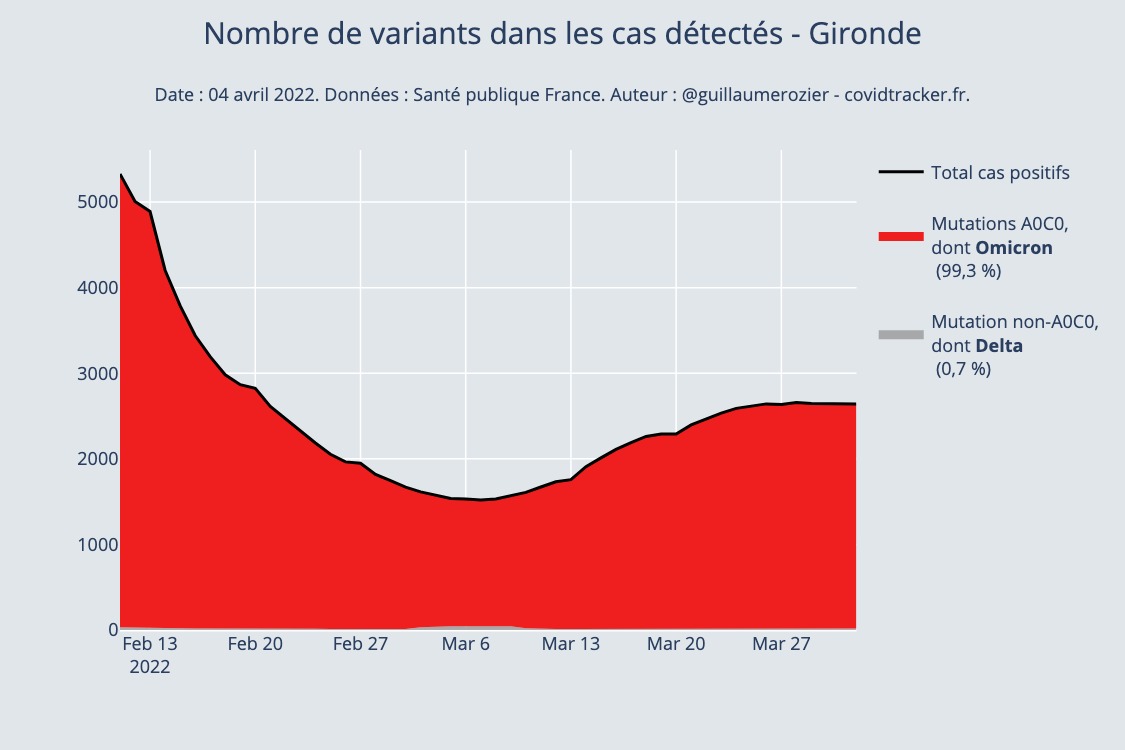 Nombre de variants dans les cas détectés - Gironde
Date : 04 avril 2022. Données : Santé publique France. Auteur : @guillaumerozier - covidtracker.fr.
Total cas positifs
Mutations A0C0,
dont Omicron
(99,3 %)
Mutation non-A0C0,
dont Delta
(0,7 %)
5000
4000
3000
2000
1000
0
Feb 13 Feb 20 Feb 27 Mar 6 Mar 13 Mar 20 Mar 27
2022